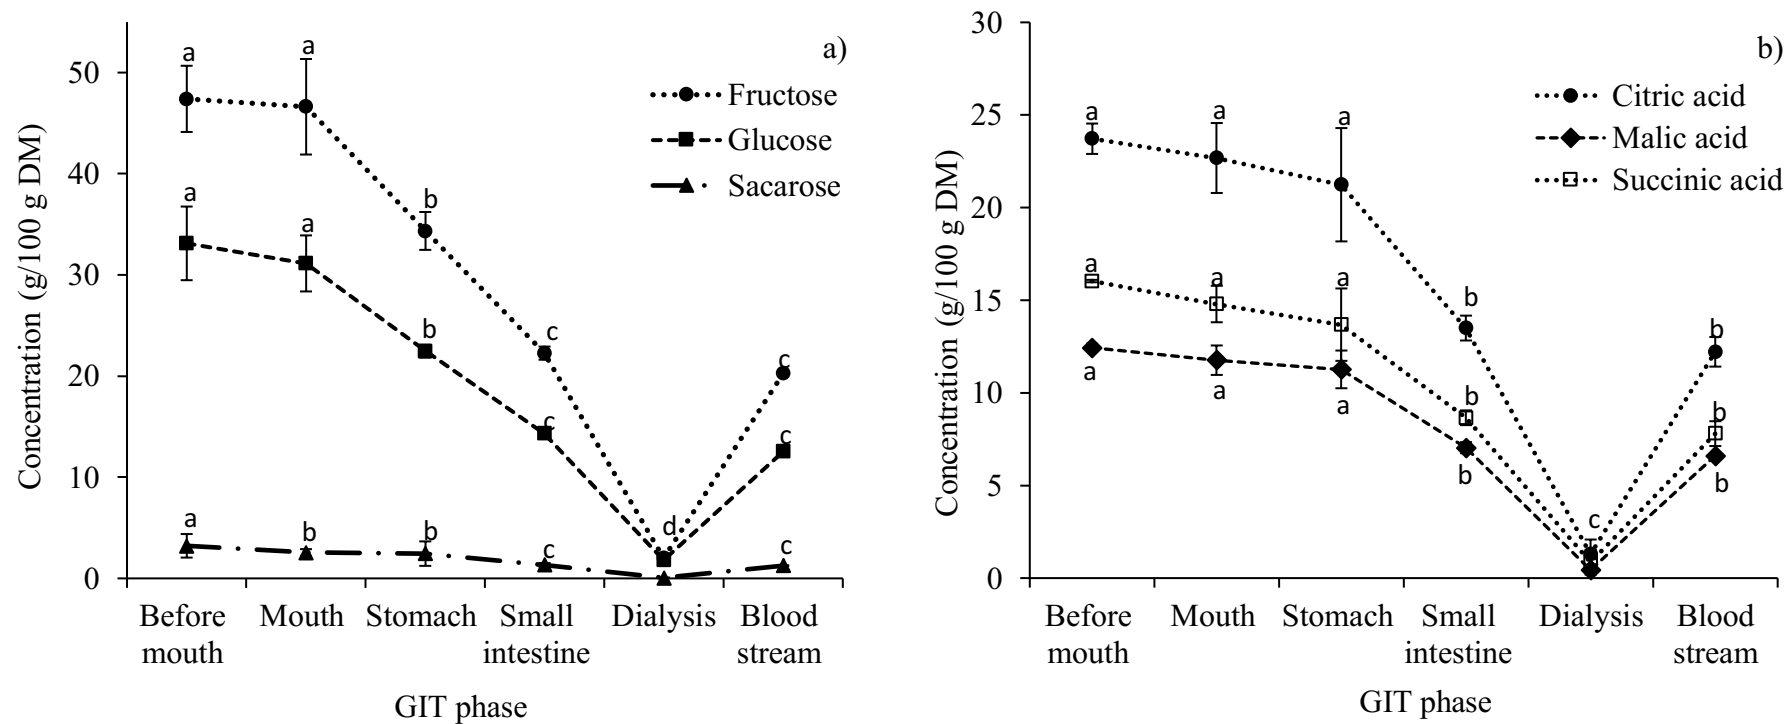 a)
50
40
30
20
10
0
Concentration (g/100 g DM)
Fructose
Glucose
Sacarose
a
a
b
c
d
c
a
a
b
c
c
a
b
b
c
c
Before mouth
Mouth
Stomach
Small intestine
Dialysis
Blood stream
GIT phase
b)
30
25
20
15
10
5
0
Concentration (g/100 g DM)
Citric acid
Malic acid
Succinic acid
a
a
a
b
c
b
a
a
a
b
b
a
a
a
b
b
Before mouth
Mouth
Stomach
Small intestine
Dialysis
Blood stream
GIT phase